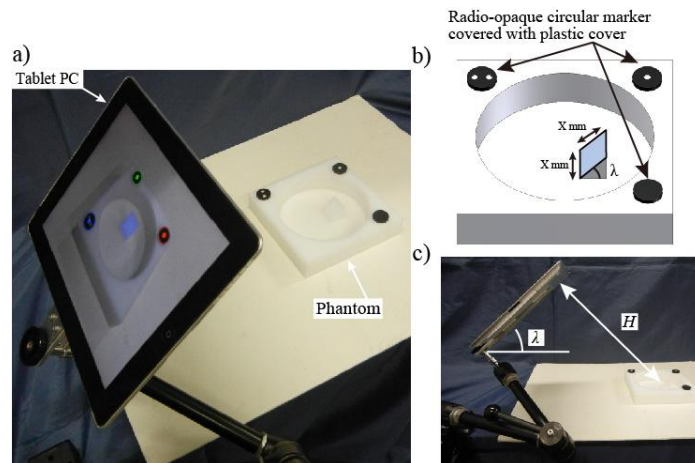 a)
Tablet PC
Phantom
b)
Radio-opaque circular marker
covered with plastic cover
X mm
X mm
λ
c)
λ
H